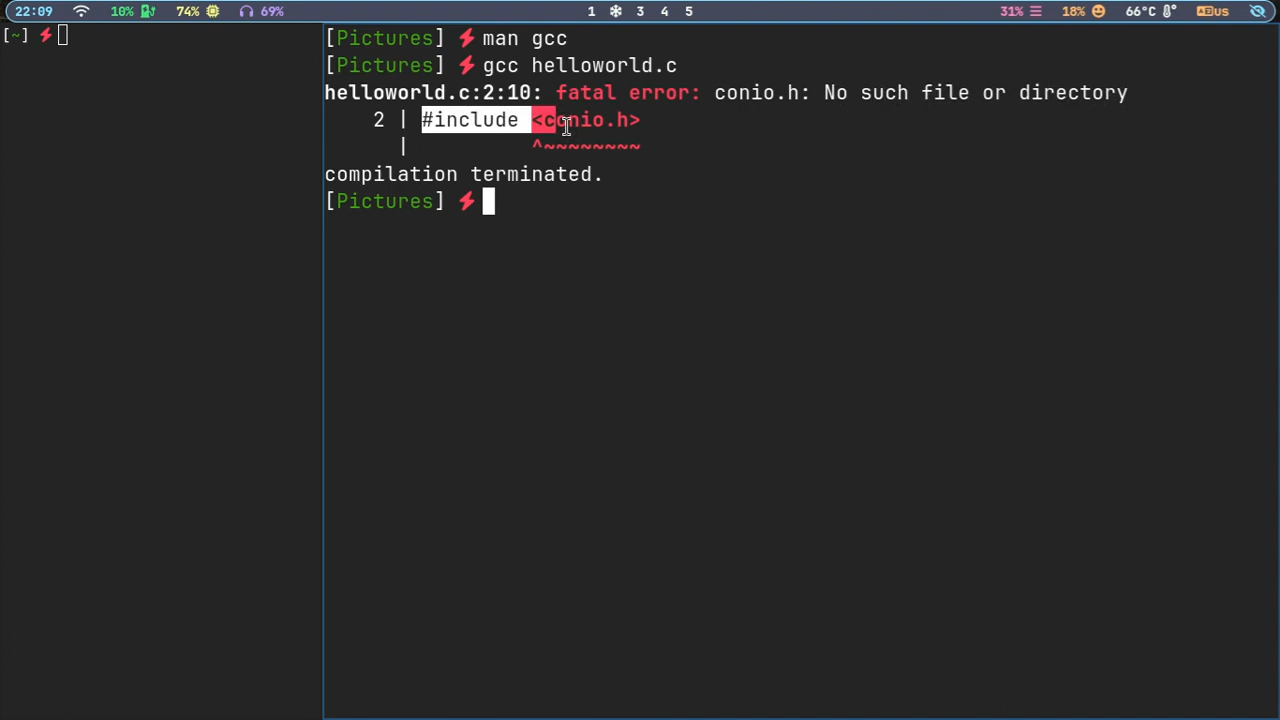 22:09 10% 74% 69% 1 3 4 5 31% 18% 66°C us
[~]
[Pictures] man gcc
[Pictures] gcc helloworld.c
helloworld.c:2:10: fatal error: conio.h: No such file or directory
2 | #include <conio.h>
| ^~~~~~~~~
compilation terminated.
[Pictures]